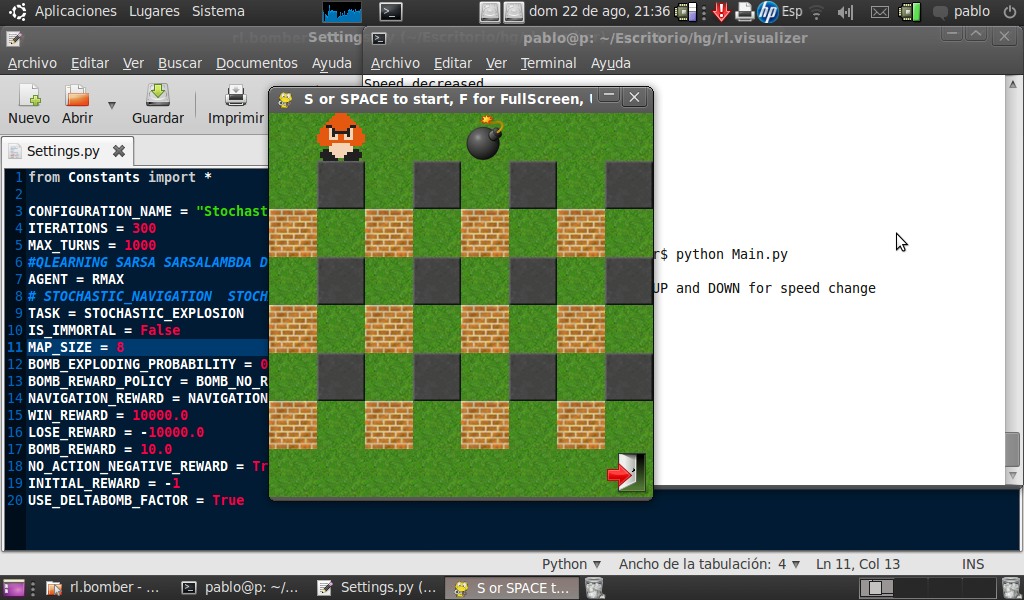 Aplicaciones Lugares Sistema
dom 22 de ago, 21:36
hp
Esp
pablo
pablo@p: ~/Escritorio/hg/rl.visualizer
Archivo Editar Ver Buscar Documentos Ayuda
Archivo Editar Ver Terminal Ayuda
Nuevo Abrir Guardar Imprimir
Settings.py
Speed decreased
S or SPACE to start, F for FullScreen,
1 from Constants import *
2
3 CONFIGURATION_NAME = "Stochast
4 ITERATIONS = 300
5 MAX_TURNS = 1000
6 #QLEARNING SARSA SARSALAMBDA D
7 AGENT = RMAX
8 # STOCHASTIC_NAVIGATION STOCH
9 TASK = STOCHASTIC_EXPLOSION
10 IS_IMMORTAL = False
11 MAP_SIZE = 8
12 BOMB_EXPLODING_PROBABILITY = 0
13 BOMB_REWARD_POLICY = BOMB_NO_R
14 NAVIGATION_REWARD = NAVIGATION
15 WIN_REWARD = 10000.0
16 LOSE_REWARD = -10000.0
17 BOMB_REWARD = 10.0
18 NO_ACTION_NEGATIVE_REWARD = Tr
19 INITIAL_REWARD = -1
20 USE_DELTABOMB_FACTOR = True
r$ python Main.py
UP and DOWN for speed change
Python Ancho de la tabulación: 4 Ln 11, Col 13 INS
rl.bomber - ... pablo@p: ~/... Settings.py (... S or SPACE t...